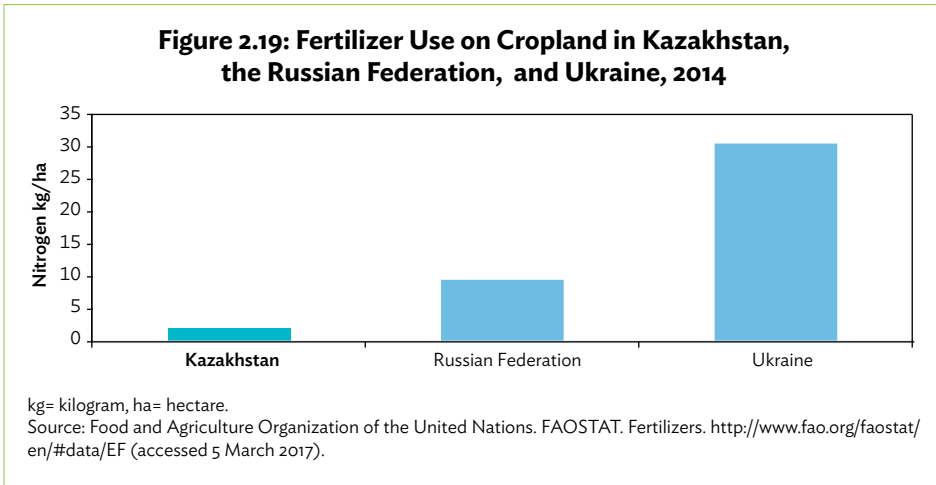 Figure 2.19: Fertilizer Use on Cropland in Kazakhstan,
the Russian Federation, and Ukraine, 2014
Nitrogen kg/ha
35
30
25
20
15
10
5
0
Kazakhstan
Russian Federation
Ukraine
kg= kilogram, ha= hectare.
Source: Food and Agriculture Organization of the United Nations. FAOSTAT. Fertilizers. http://www.fao.org/faostat/
en/#data/EF (accessed 5 March 2017).